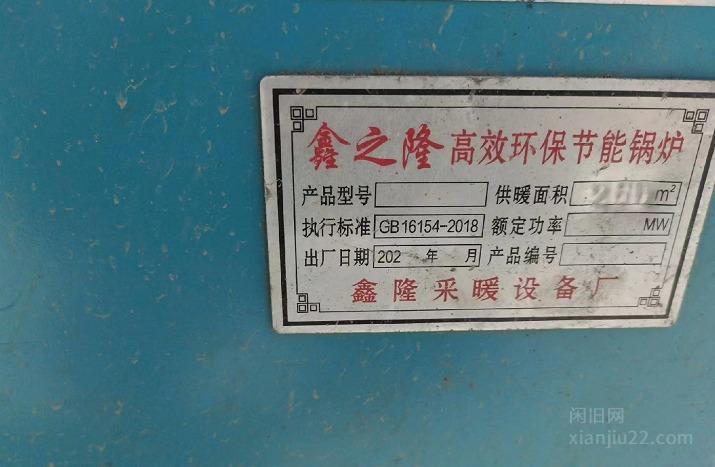 鑫之隆高效环保节能锅炉
产品型号 供暖面积 m²
执行标准 GB16154-2018 额定功率 MW
出厂日期 202 年 月 产品编号
鑫隆采暖设备厂
闲旧网
xianjiu22.com